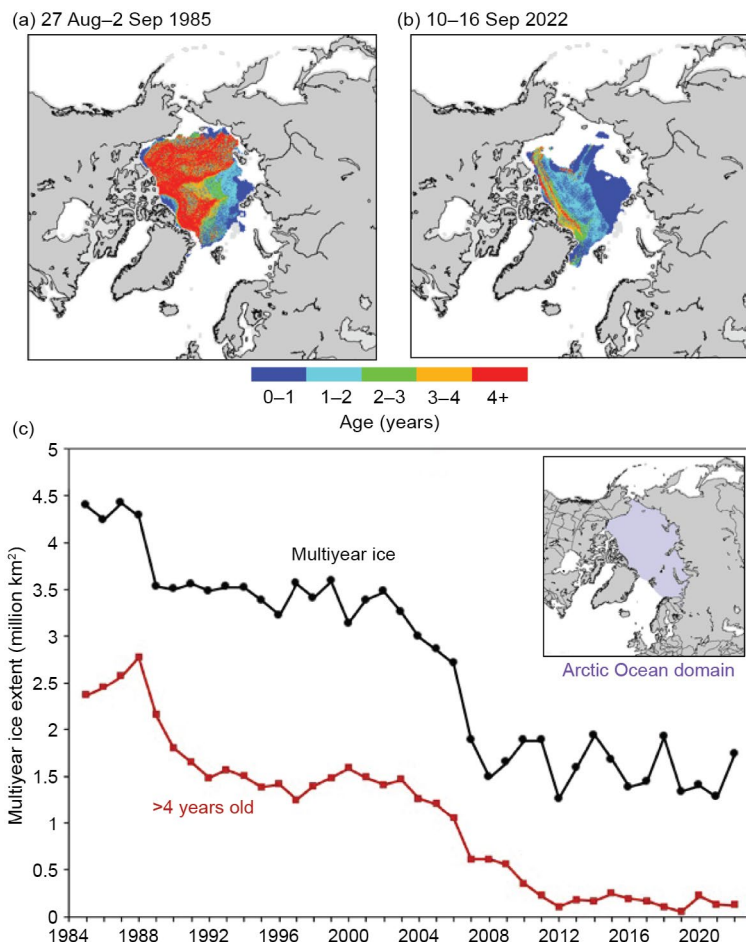 (a) 27 Aug–2 Sep 1985
(b) 10–16 Sep 2022
0–1 1–2 2–3 3–4 4+
Age (years)
(c)
5
4.5
4
3.5
3
2.5
2
1.5
1
0.5
0
Multiyear ice extent (million km²)
Multiyear ice
>4 years old
Arctic Ocean domain
1984 1988 1992 1996 2000 2004 2008 2012 2016 2020